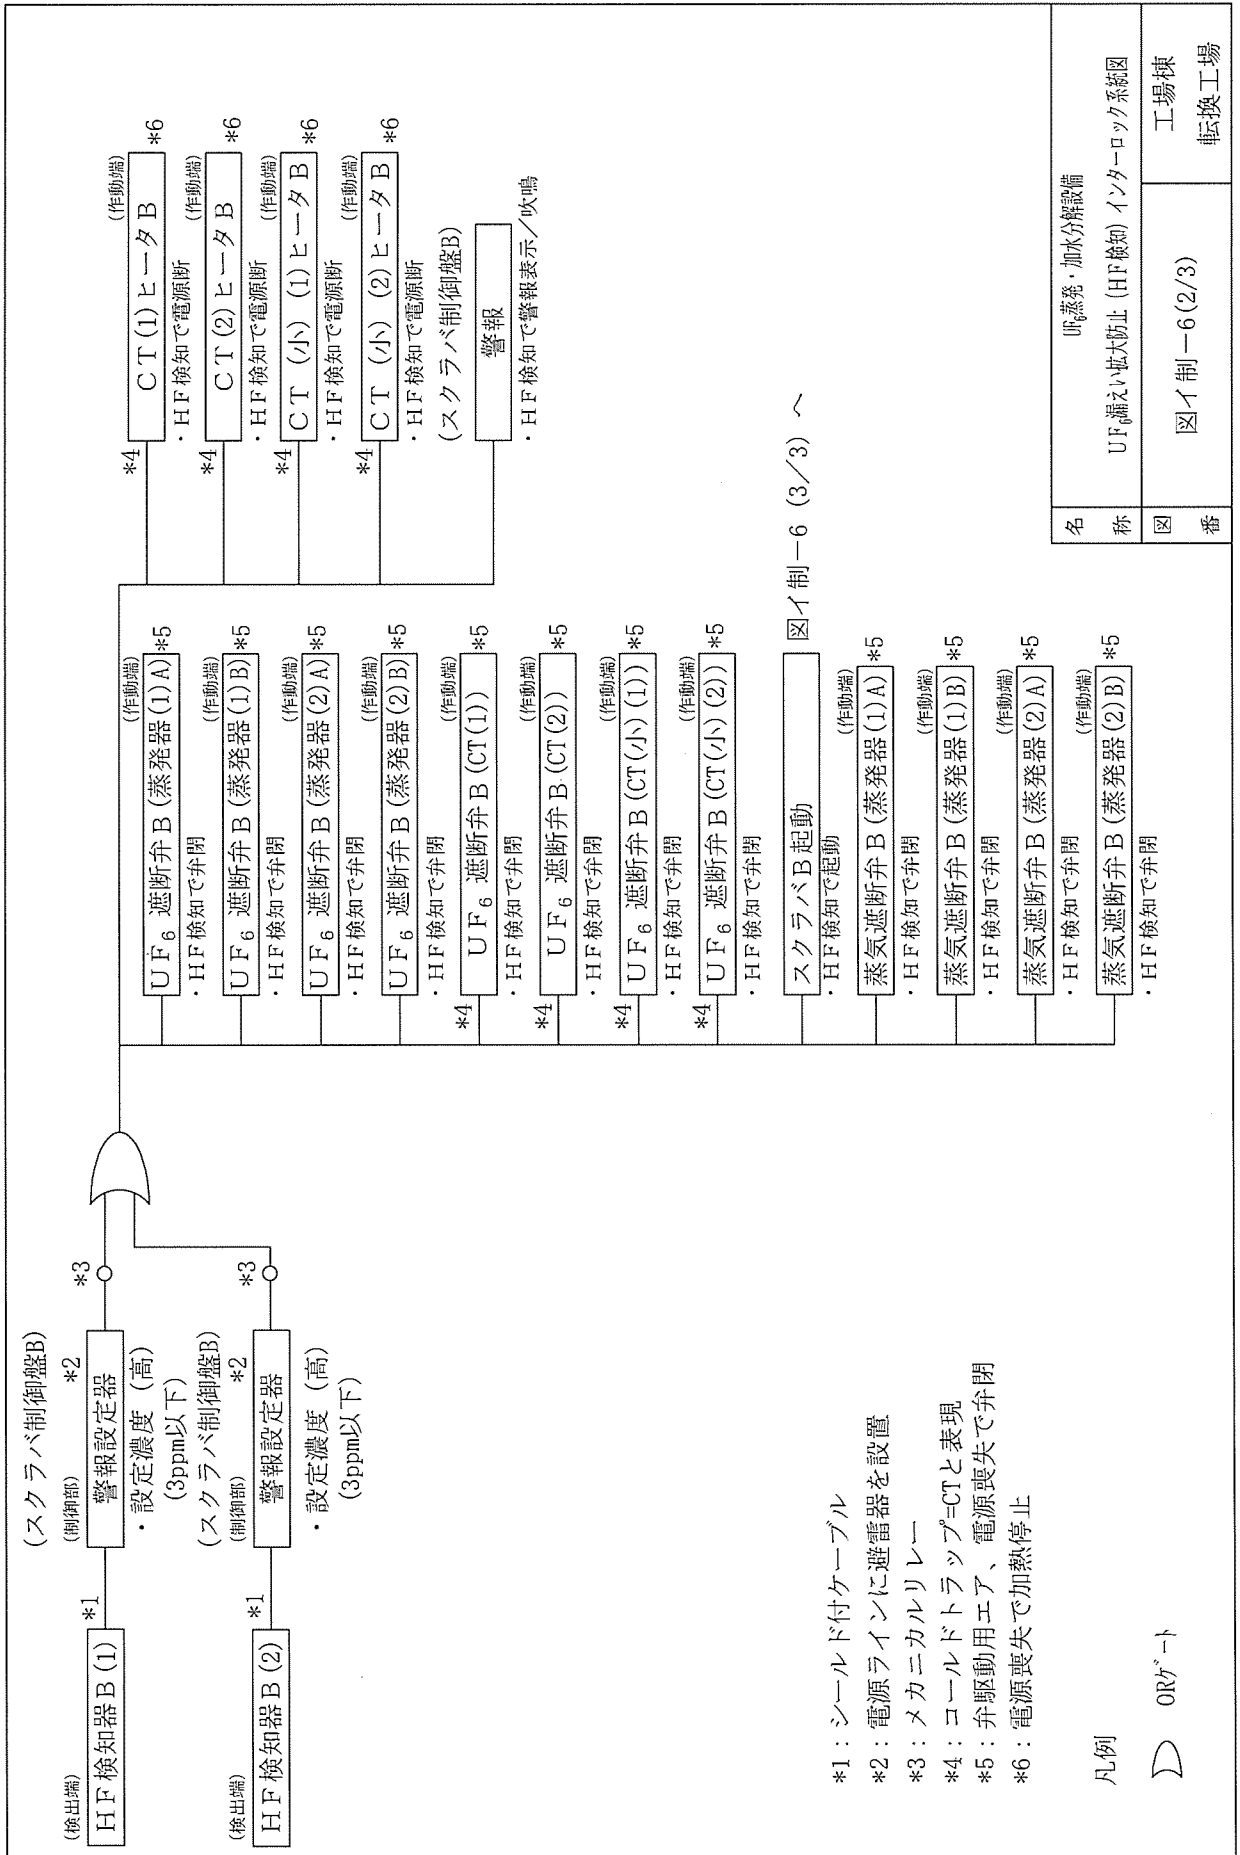 (検出端)
HF検知器B(1)
*1
(スクラバ制御盤B)
(制御部)
*2
警報設定器
・設定濃度(高)
(3ppm以下)
*3
(検出端)
HF検知器B(2)
*1
(スクラバ制御盤B)
(制御部)
*2
警報設定器
・設定濃度(高)
(3ppm以下)
*3
(作動端)
UF₆遮断弁B(蒸発器(1)A)
*5
・HF検知で弁閉
(作動端)
UF₆遮断弁B(蒸発器(1)B)
*5
・HF検知で弁閉
(作動端)
UF₆遮断弁B(蒸発器(2)A)
*5
・HF検知で弁閉
(作動端)
UF₆遮断弁B(蒸発器(2)B)
*5
・HF検知で弁閉
(作動端)
*4
UF₆遮断弁B(CT(1))
*5
・HF検知で弁閉
(作動端)
*4
UF₆遮断弁B(CT(2))
*5
・HF検知で弁閉
(作動端)
*4
UF₆遮断弁B(CT(小)(1))
*5
・HF検知で弁閉
(作動端)
*4
UF₆遮断弁B(CT(小)(2))
*5
・HF検知で弁閉
スクラバB起動
図イ制-6(3/3)へ
・HF検知で起動
(作動端)
蒸気遮断弁B(蒸発器(1)A)
*5
・HF検知で弁閉
(作動端)
蒸気遮断弁B(蒸発器(1)B)
*5
・HF検知で弁閉
(作動端)
蒸気遮断弁B(蒸発器(2)A)
*5
・HF検知で弁閉
(作動端)
蒸気遮断弁B(蒸発器(2)B)
*5
・HF検知で弁閉
(作動端)
*4
CT(1)ヒータB
*6
・HF検知で電源断
(作動端)
*4
CT(2)ヒータB
*6
・HF検知で電源断
(作動端)
*4
CT(小)(1)ヒータB
*6
・HF検知で電源断
(作動端)
*4
CT(小)(2)ヒータB
*6
・HF検知で電源断
(スクラバ制御盤B)
警報
・HF検知で警報表示/吹鳴
*1:シールド付ケーブル
*2:電源ラインに避雷器を設置
*3:メカニカルリレー
*4:コールドトラップ=CTと表現
*5:弁駆動用エア、電源喪失で弁閉
*6:電源喪失で加熱停止
凡例
ORゲート
名称
UF₆蒸発・加水分解設備
UF₆漏えい拡大防止(HF検知)インターロック系統図
図番
図イ制-6(2/3)
工場棟
転換工場